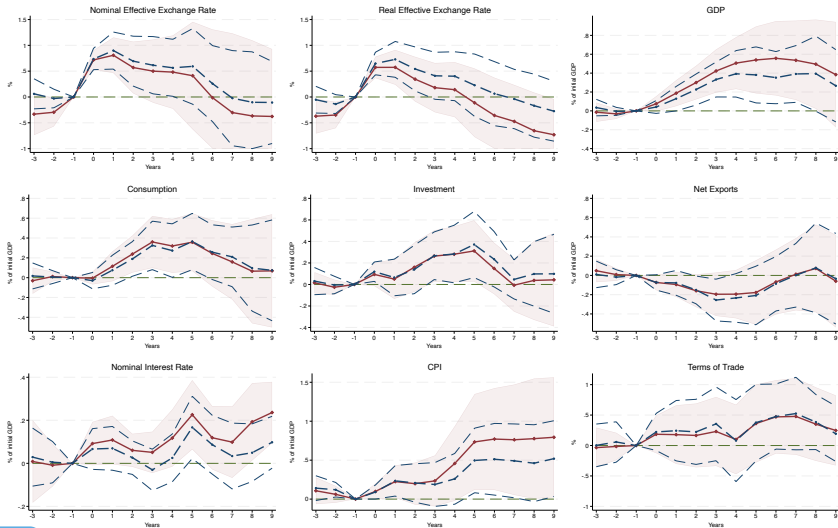 Nominal Effective Exchange Rate
%
1.5
1
.5
0
-.5
-1
-3 -2 -1 0 1 2 3 4 5 6 7 8 9
Years
Real Effective Exchange Rate
%
1.5
1
.5
0
-.5
-1
-3 -2 -1 0 1 2 3 4 5 6 7 8 9
Years
GDP
% of initial GDP
.8
.6
.4
.2
0
-.2
-.4
-3 -2 -1 0 1 2 3 4 5 6 7 8 9
Years
Consumption
% of initial GDP
.8
.6
.4
.2
0
-.2
-.4
-3 -2 -1 0 1 2 3 4 5 6 7 8 9
Years
Investment
% of initial GDP
.8
.6
.4
.2
0
-.2
-.4
-3 -2 -1 0 1 2 3 4 5 6 7 8 9
Years
Net Exports
% of initial GDP
.8
.6
.4
.2
0
-.2
-.4
-3 -2 -1 0 1 2 3 4 5 6 7 8 9
Years
Nominal Interest Rate
% of initial GDP
.4
.2
0
-.2
-3 -2 -1 0 1 2 3 4 5 6 7 8 9
Years
CPI
% of initial GDP
1.5
1
.5
0
-3 -2 -1 0 1 2 3 4 5 6 7 8 9
Years
Terms of Trade
%
1
.5
0
-.5
-1
-3 -2 -1 0 1 2 3 4 5 6 7 8 9
Years